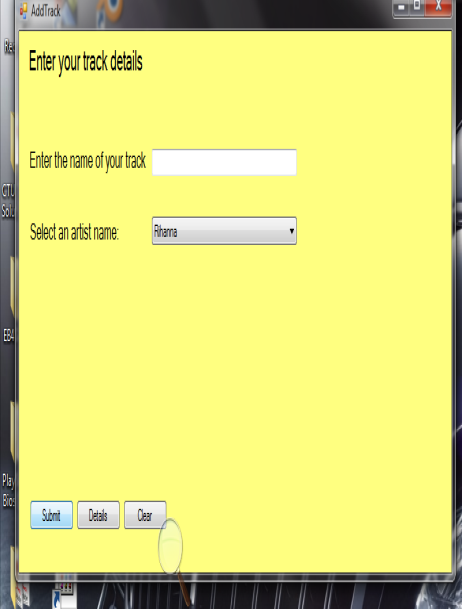 AddTrack
Enter your track details
Enter the name of your track
Select an artist name:
Rihanna
Submit
Details
Clear